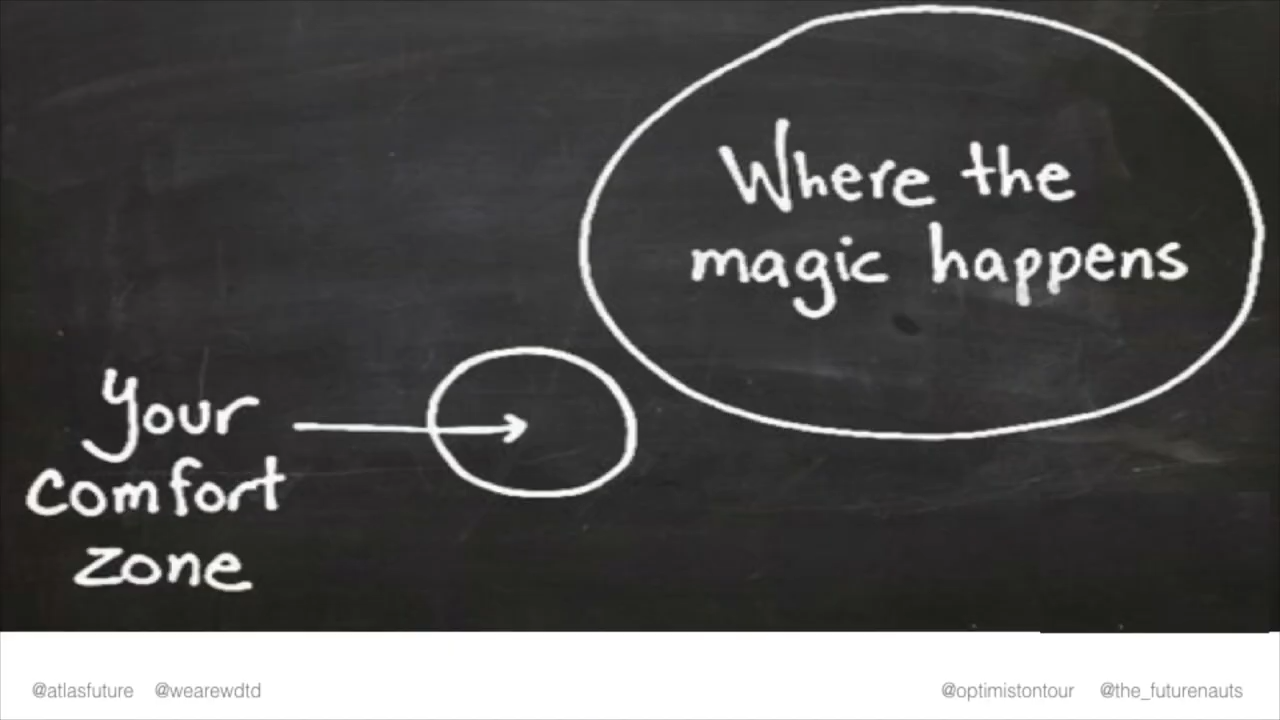 Where the
magic happens
Your
comfort
zone
@atlasfuture @wearewdtd
@optimistontour @the_futurenauts